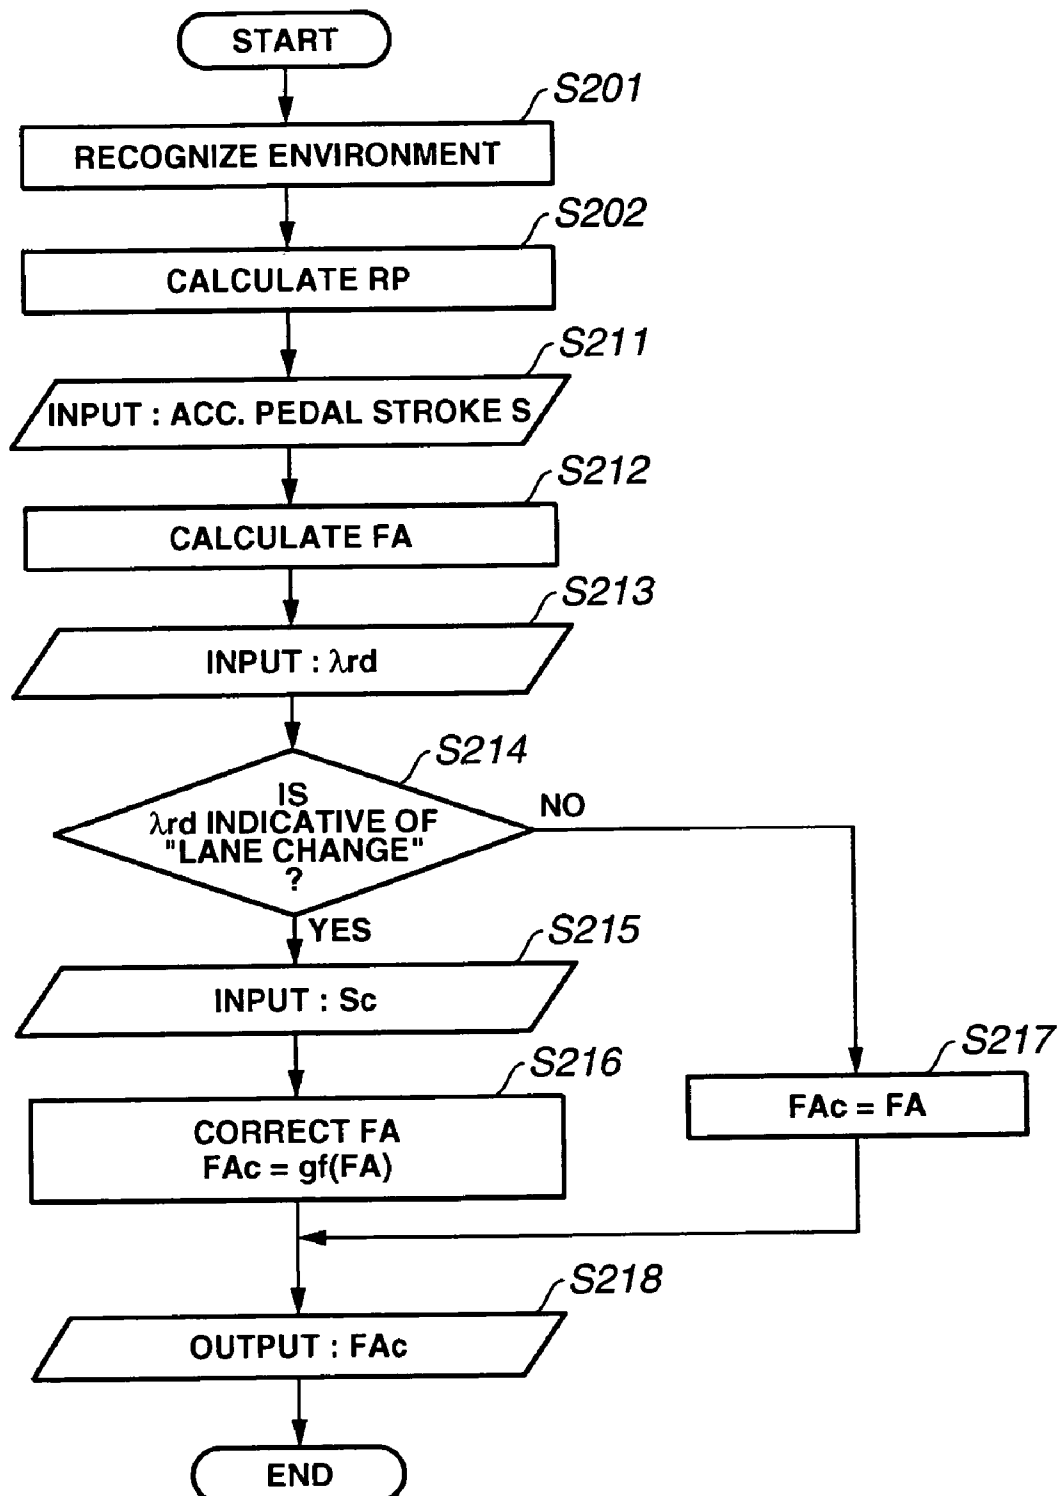 START
S201
RECOGNIZE ENVIRONMENT
S202
CALCULATE RP
S211
INPUT : ACC. PEDAL STROKE S
S212
CALCULATE FA
S213
INPUT : λrd
S214
IS
λrd INDICATIVE OF
"LANE CHANGE"
?
NO
YES
S215
INPUT : Sc
S216
CORRECT FA
FAc = gf(FA)
S217
FAc = FA
S218
OUTPUT : FAc
END